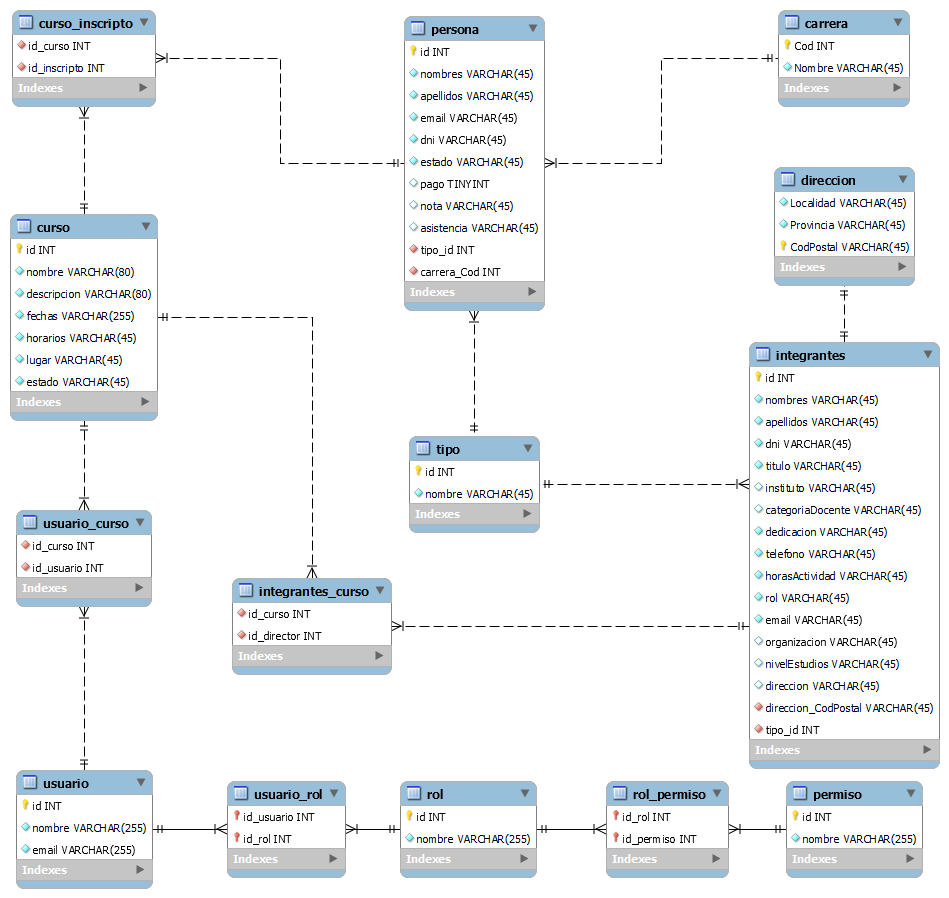 curso_inscripto
id_curso INT
id_inscripto INT
Indexes
persona
id INT
nombres VARCHAR(45)
apellidos VARCHAR(45)
email VARCHAR(45)
dni VARCHAR(45)
estado VARCHAR(45)
pago TINYINT
nota VARCHAR(45)
asistencia VARCHAR(45)
tipo_id INT
carrera_Cod INT
Indexes
carrera
Cod INT
Nombre VARCHAR(45)
Indexes
direccion
Localidad VARCHAR(45)
Provincia VARCHAR(45)
CodPostal VARCHAR(45)
Indexes
curso
id INT
nombre VARCHAR(80)
descripcion VARCHAR(80)
fechas VARCHAR(255)
horarios VARCHAR(45)
lugar VARCHAR(45)
estado VARCHAR(45)
Indexes
integrantes
id INT
nombres VARCHAR(45)
apellidos VARCHAR(45)
dni VARCHAR(45)
titulo VARCHAR(45)
instituto VARCHAR(45)
categoriaDocente VARCHAR(45)
dedicacion VARCHAR(45)
telefono VARCHAR(45)
horasActividad VARCHAR(45)
rol VARCHAR(45)
email VARCHAR(45)
organizacion VARCHAR(45)
nivelEstudios VARCHAR(45)
direccion VARCHAR(45)
direccion_CodPostal VARCHAR(45)
tipo_id INT
Indexes
tipo
id INT
nombre VARCHAR(45)
Indexes
usuario_curso
id_curso INT
id_usuario INT
Indexes
integrantes_curso
id_curso INT
id_director INT
Indexes
usuario
id INT
nombre VARCHAR(255)
email VARCHAR(255)
Indexes
usuario_rol
id_usuario INT
id_rol INT
Indexes
rol
id INT
nombre VARCHAR(255)
Indexes
rol_permiso
id_rol INT
id_permiso INT
Indexes
permiso
id INT
nombre VARCHAR(255)
Indexes